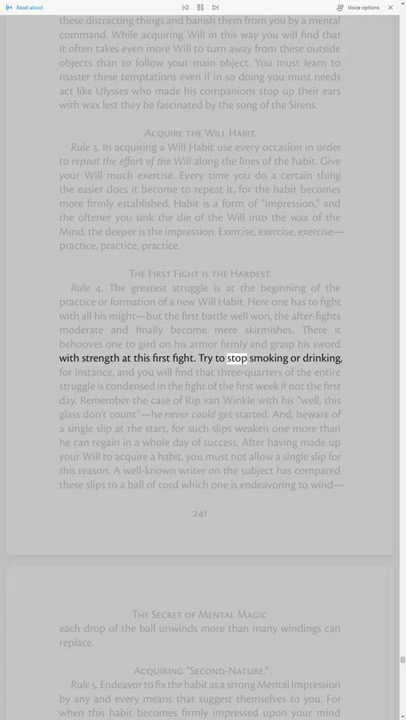 Read aloud
Voice options
these distracting things and banish them from you by a mental
command. While acquiring Will in this way you will find that
it often takes even more Will to turn away from these outside
objects than to follow your main object. You must learn to
master these temptations even if in so doing you must needs
act like Ulysses who made his companions stop up their ears
with wax lest they be fascinated by the song of the Sirens.
ACQUIRE THE WILL HABIT.
Rule 3. In acquiring a Will Habit use every occasion in order
to repeat the effort of the Will along the lines of the habit. Give
your Will much exercise. Every time you do a certain thing
the easier does it become to repeat it, for the habit becomes
more firmly established. Habit is a form of "impression," and
the oftener you sink the die of the Will into the wax of the
Mind, the deeper is the impression. Exercise, exercise, exercise—
practice, practice, practice.
THE FIRST FIGHT IS THE HARDEST.
Rule 4. The greatest struggle is at the beginning of the
practice or formation of a new Will Habit. Here one has to fight
with all his might—but the first battle well won, the after-fights
moderate and finally become mere skirmishes. There it
behooves one to gird on his armor firmly and grasp his sword
with strength at this first fight. Try to stop smoking or drinking,
for instance, and you will find that three-quarters of the entire
struggle is condensed in the fight of the first week if not the first
day. Remember the case of Rip van Winkle with his "well, this
glass don't count"—he never could get started. And, beware of
a single slip at the start, for such slips weaken one more than
he can regain in a whole day of success. After having made up
your Will to acquire a habit, you must not allow a single slip for
this reason. A well-known writer on the subject has compared
these slips to a ball of cord which one is endeavoring to wind—
241
THE SECRET OF MENTAL MAGIC
each drop of the ball unwinds more than many windings can
replace.
ACQUIRING "SECOND-NATURE."
Rule 5. Endeavor to fix the habit as a strong Mental Impression
by any and every means that suggest themselves to you. For
when this habit becomes firmly impressed upon your mind